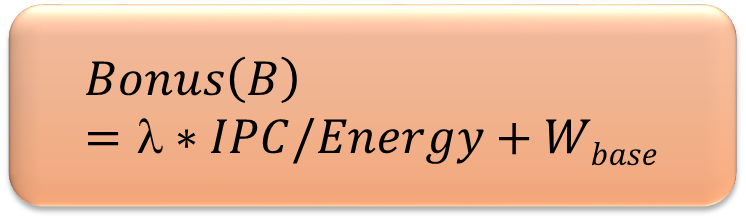 Bonus(B)
= λ * IPC/Energy + W_base